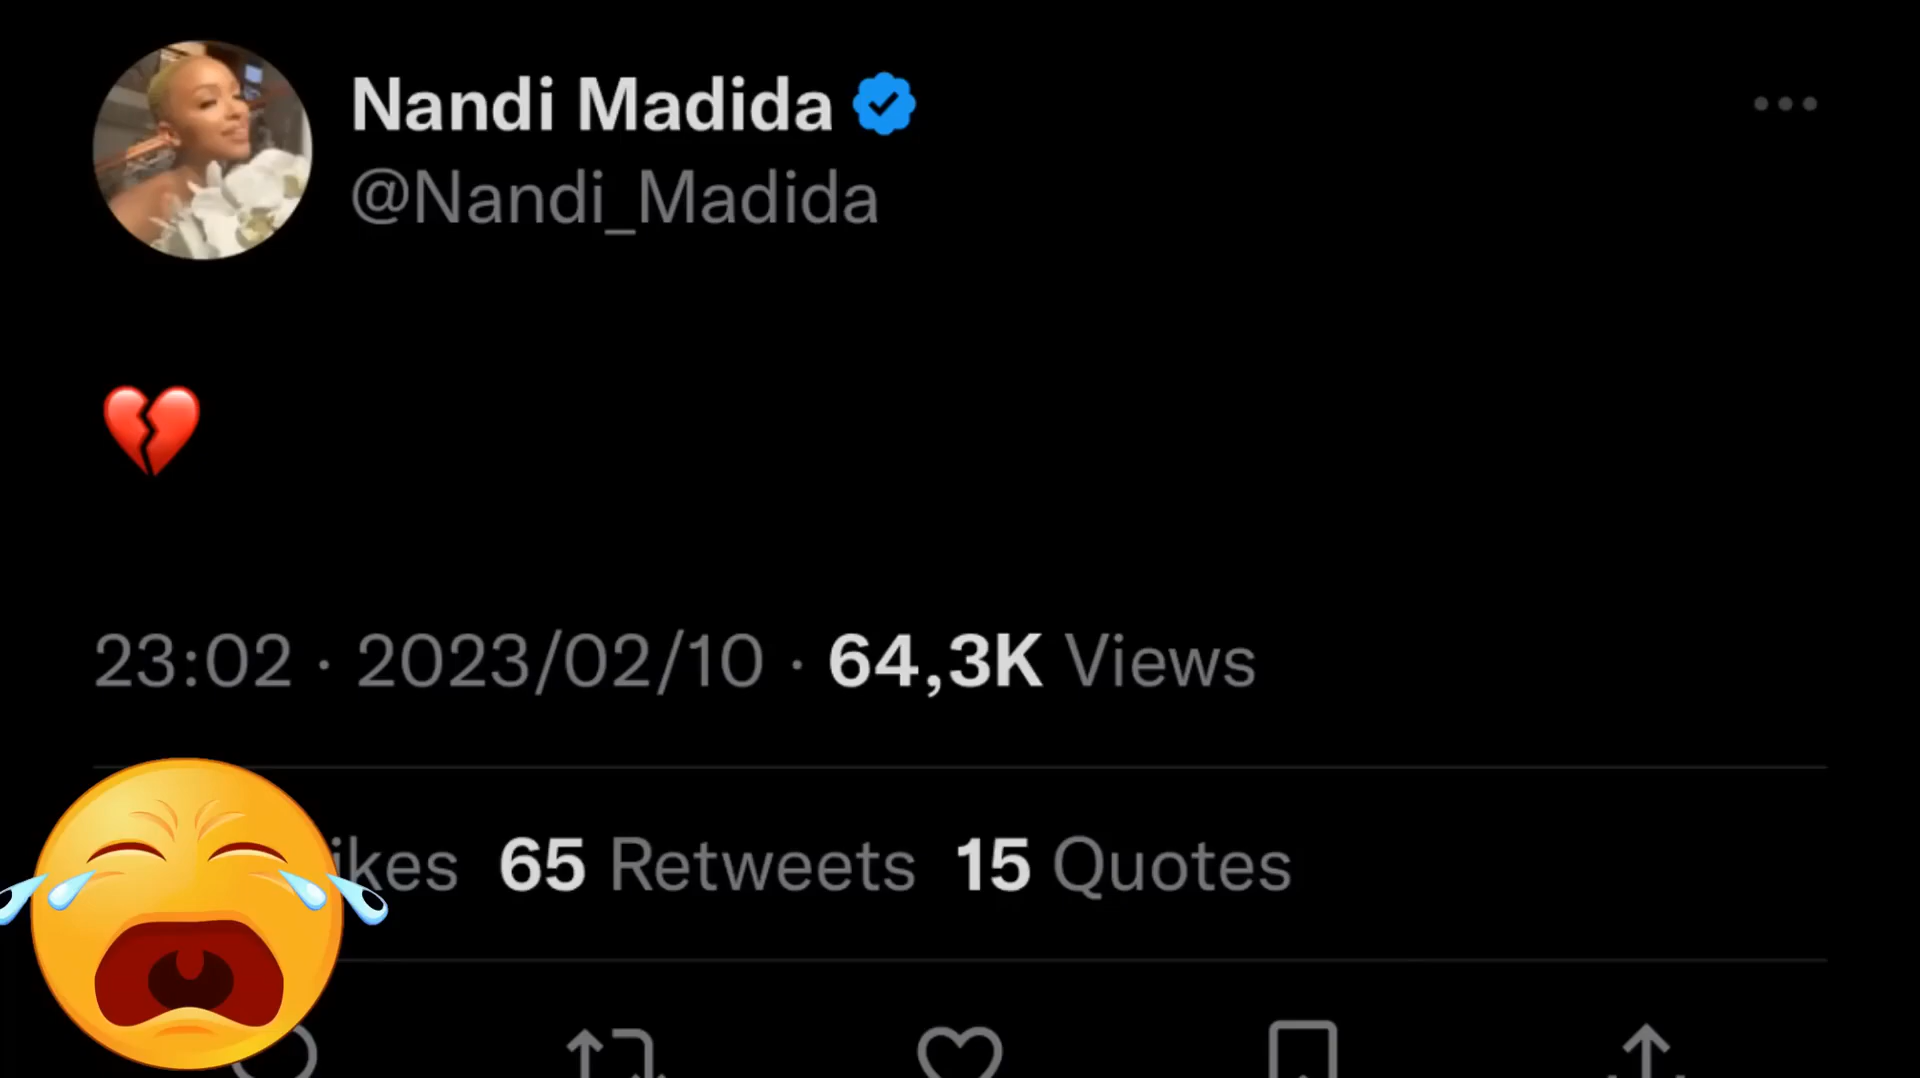 Nandi Madida
@Nandi_Madida
💔
23:02 · 2023/02/10 · 64,3K Views
65 Retweets 15 Quotes